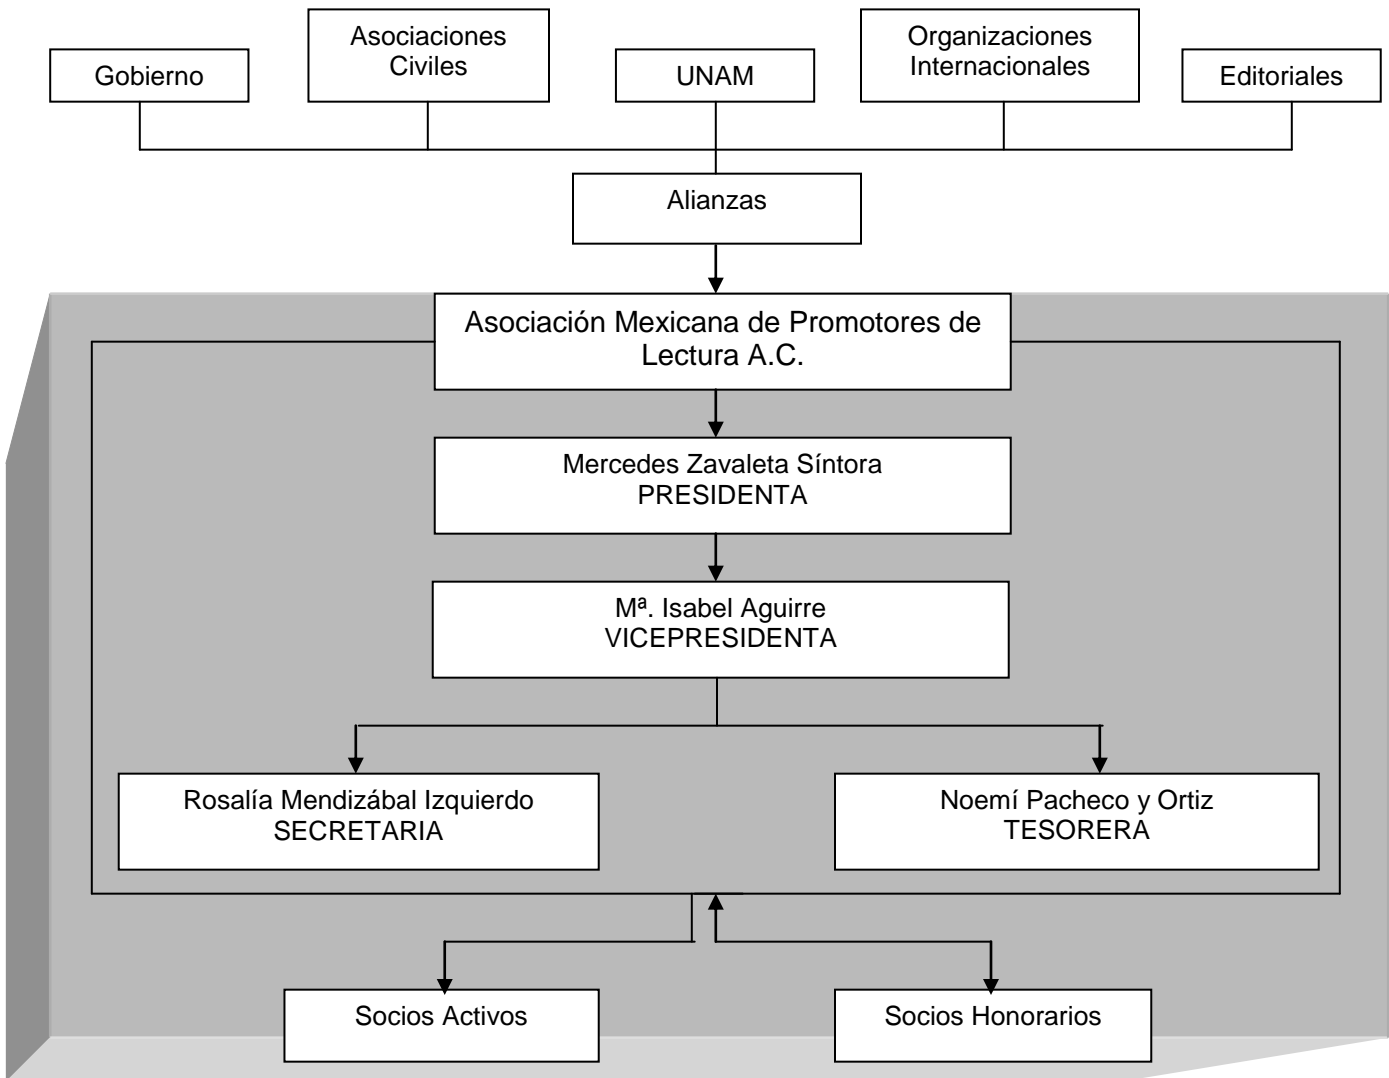 Gobierno
Asociaciones
Civiles
UNAM
Organizaciones
Internacionales
Editoriales
Alianzas
Asociación Mexicana de Promotores de
Lectura A.C.
Mercedes Zavaleta Síntora
PRESIDENTA
Mª. Isabel Aguirre
VICEPRESIDENTA
Rosalía Mendizábal Izquierdo
SECRETARIA
Noemí Pacheco y Ortiz
TESORERA
Socios Activos
Socios Honorarios